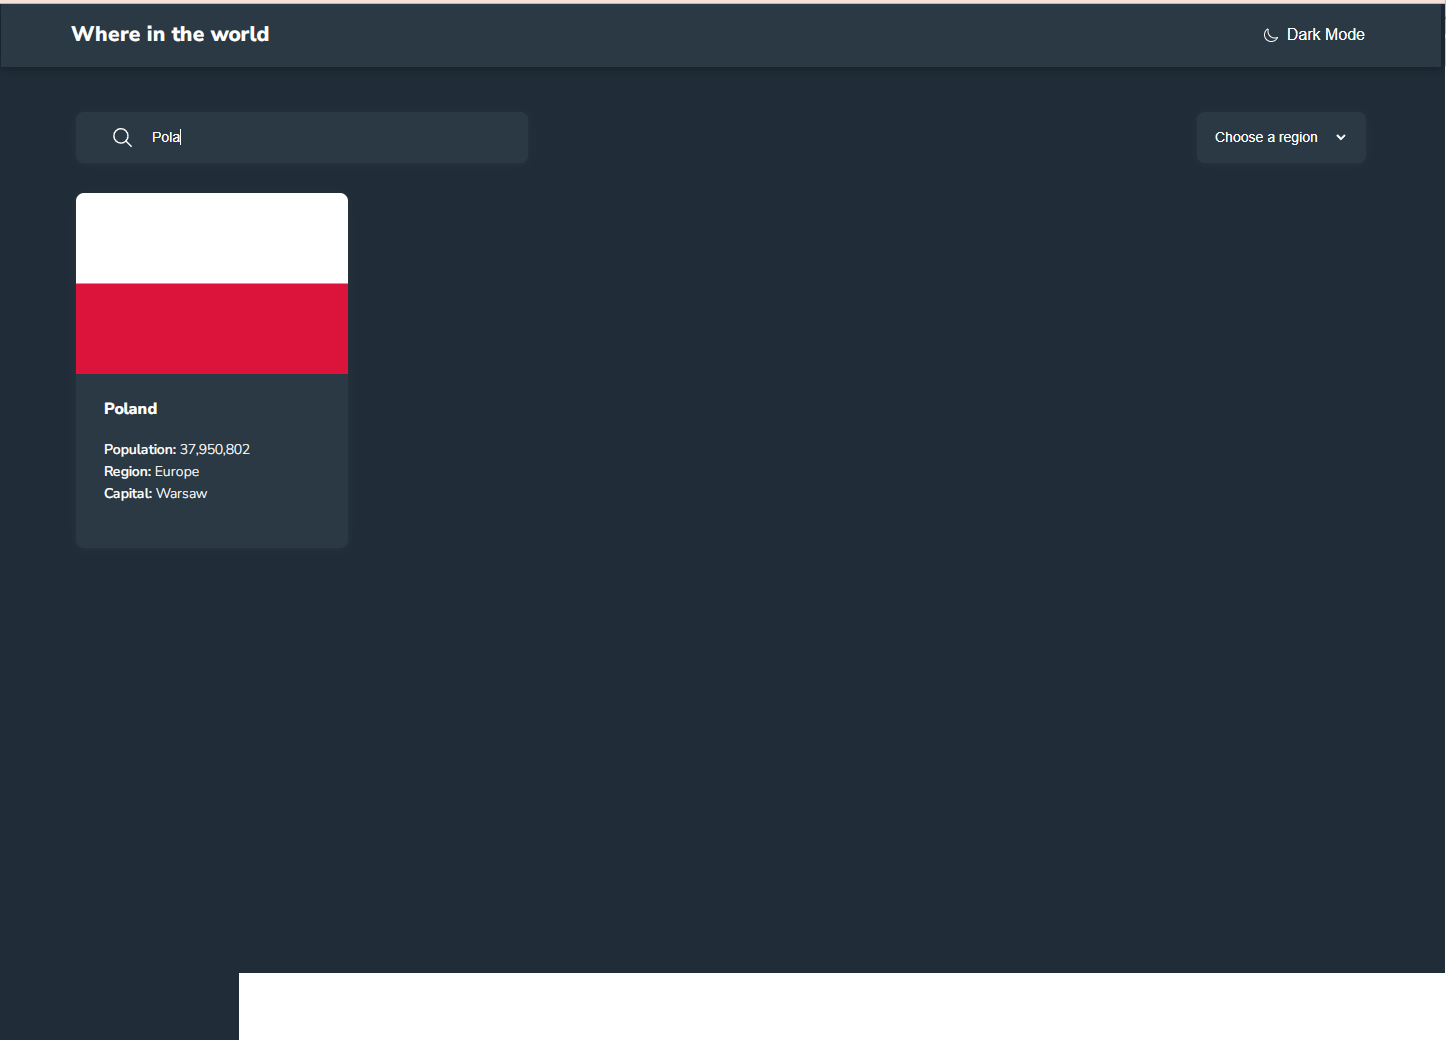 Where in the world
Dark Mode
Pola
Choose a region
Poland
Population: 37,950,802
Region: Europe
Capital: Warsaw